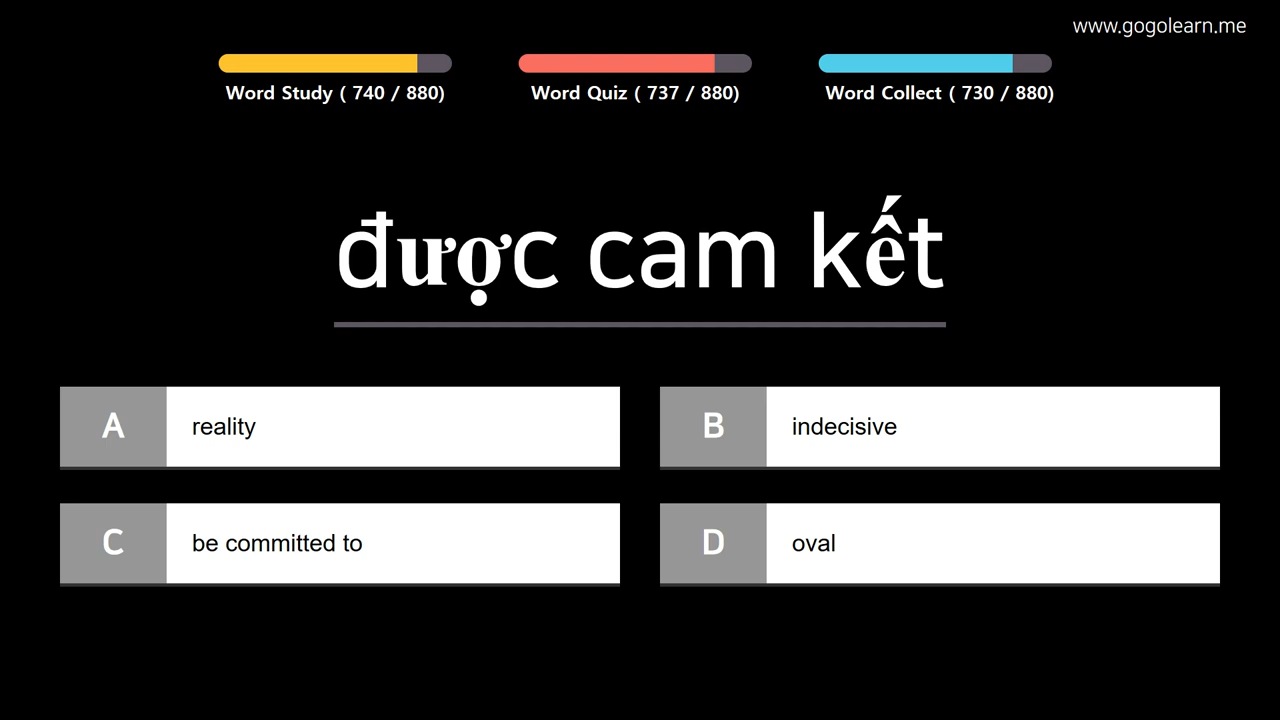 www.gogolearn.me
Word Study ( 740 / 880)
Word Quiz ( 737 / 880)
Word Collect ( 730 / 880)
được cam kết
A reality
B indecisive
C be committed to
D oval